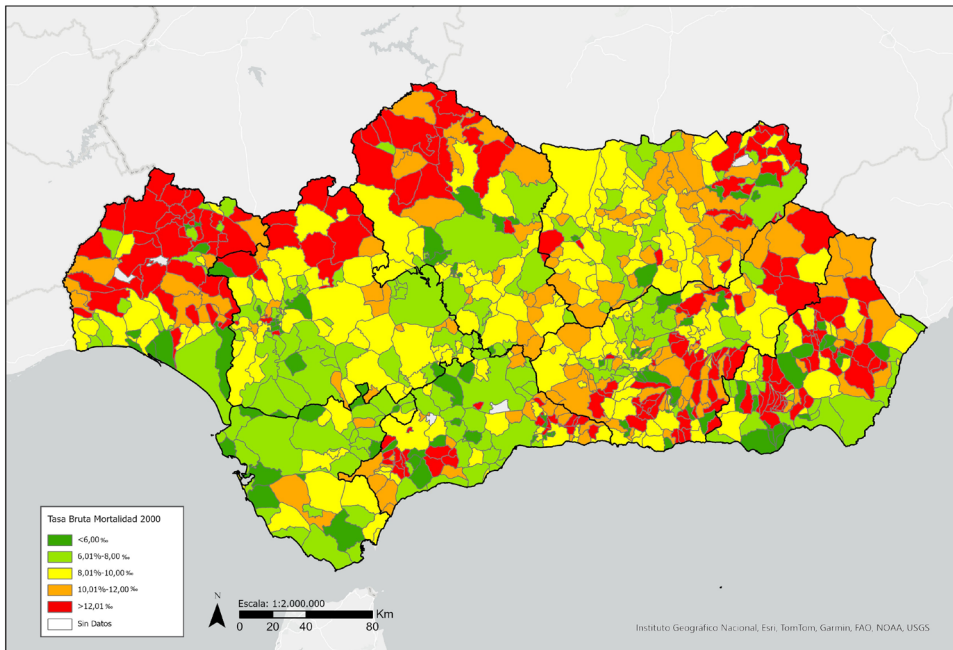 Tasa Bruta Mortalidad 2000
<6,00 ‰
6,01%-8,00 ‰
8,01%-10,00 ‰
10,01%-12,00 ‰
>12,01 ‰
Sin Datos
N
Escala: 1:2.000,000
Km
0 20 40 80
Instituto Geográfico Nacional, Esri, TomTom, Garmin, FAO, NOAA, USGS